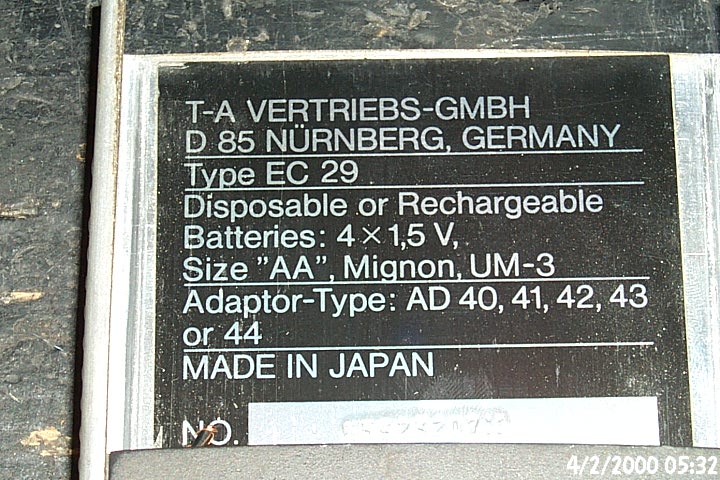 T-A VERTRIEBS-GMBH
D 85 NÜRNBERG, GERMANY
Type EC 29
Disposable or Rechargeable
Batteries: 4×1,5 V,
Size "AA", Mignon, UM-3
Adaptor-Type: AD 40, 41, 42, 43
or 44
MADE IN JAPAN
NO.
4/2/2000 05:32